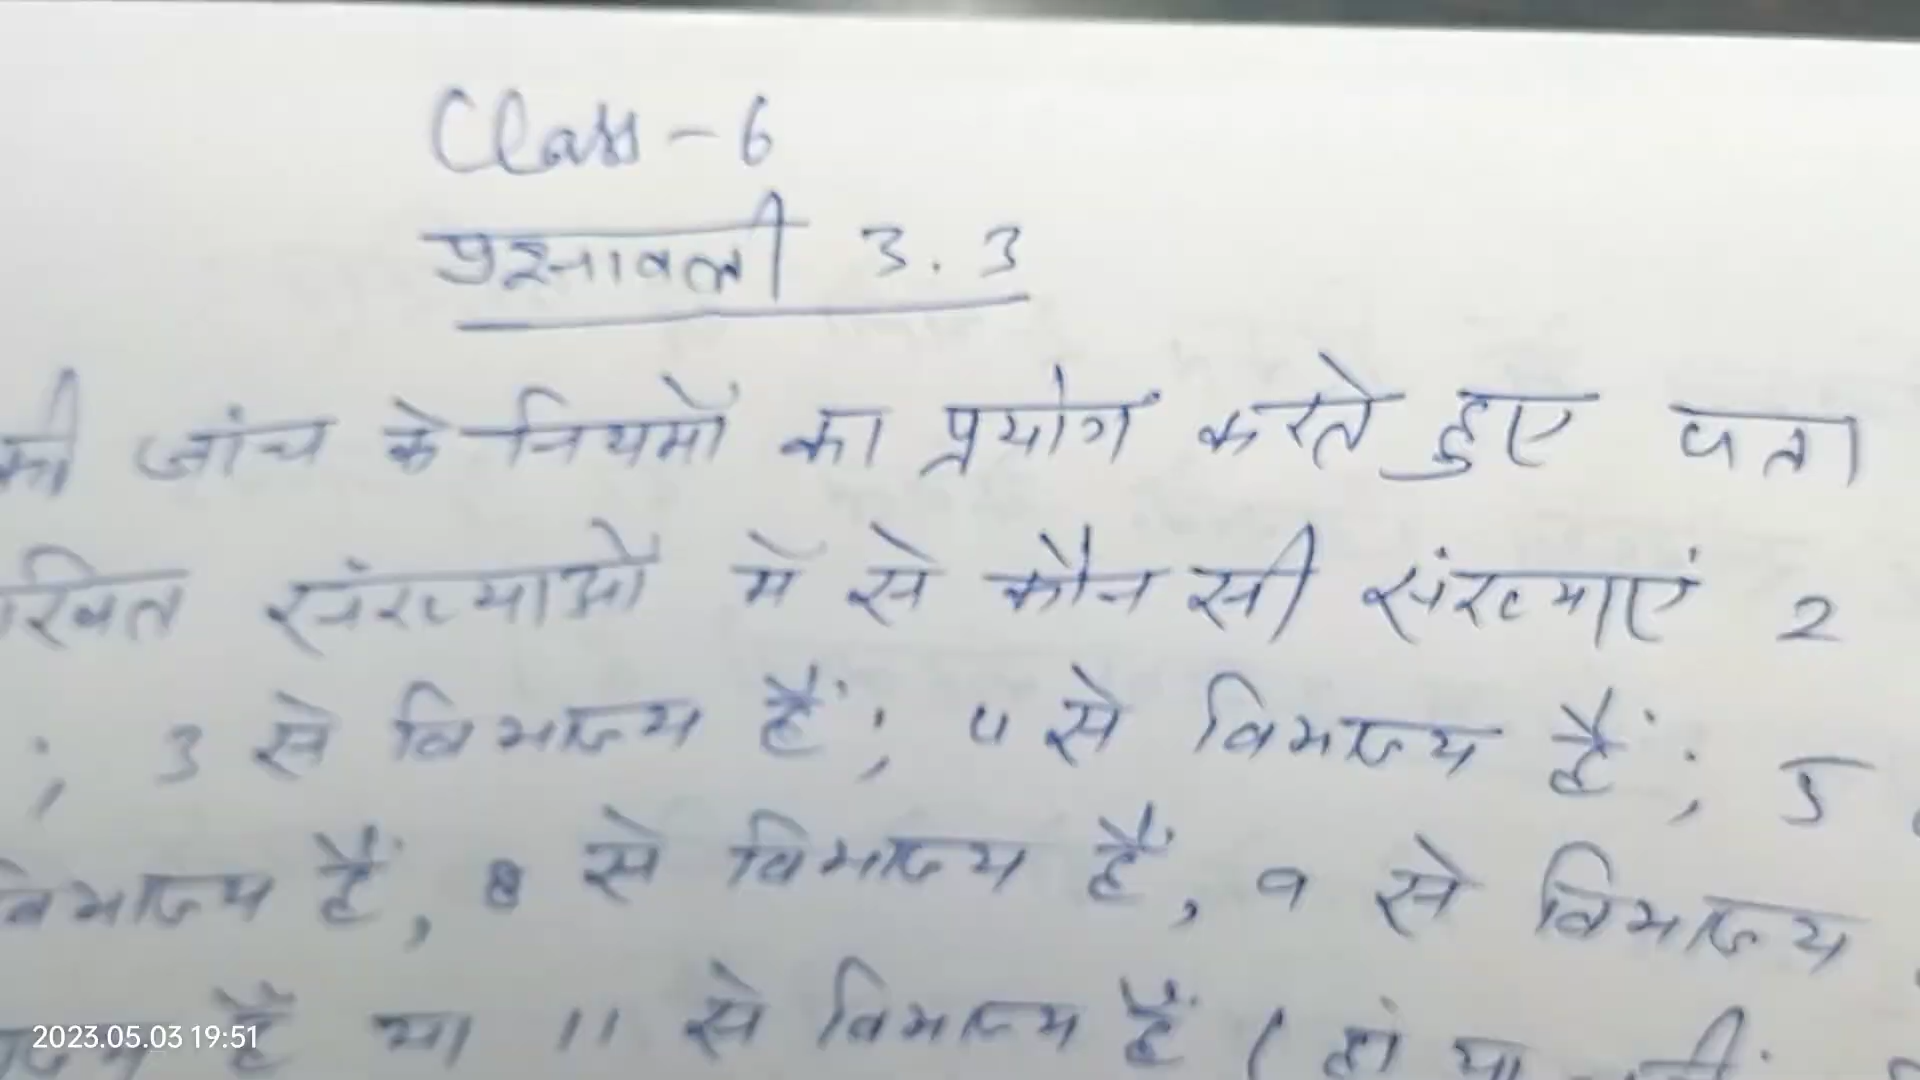 Class - 6
प्रश्नावली 3.3
की जांच के नियमों का प्रयोग करते हुए पता
खित संख्याओं में से कौन सी संख्याएं 2
; 3 से विभाज्य हैं; 4 से विभाज्य हैं; 5
विभाज्य हैं, 8 से विभाज्य हैं, 9 से विभाज्य
हैं या 11 से विभाज्य हैं ( हां या
2023.05.03 19:51